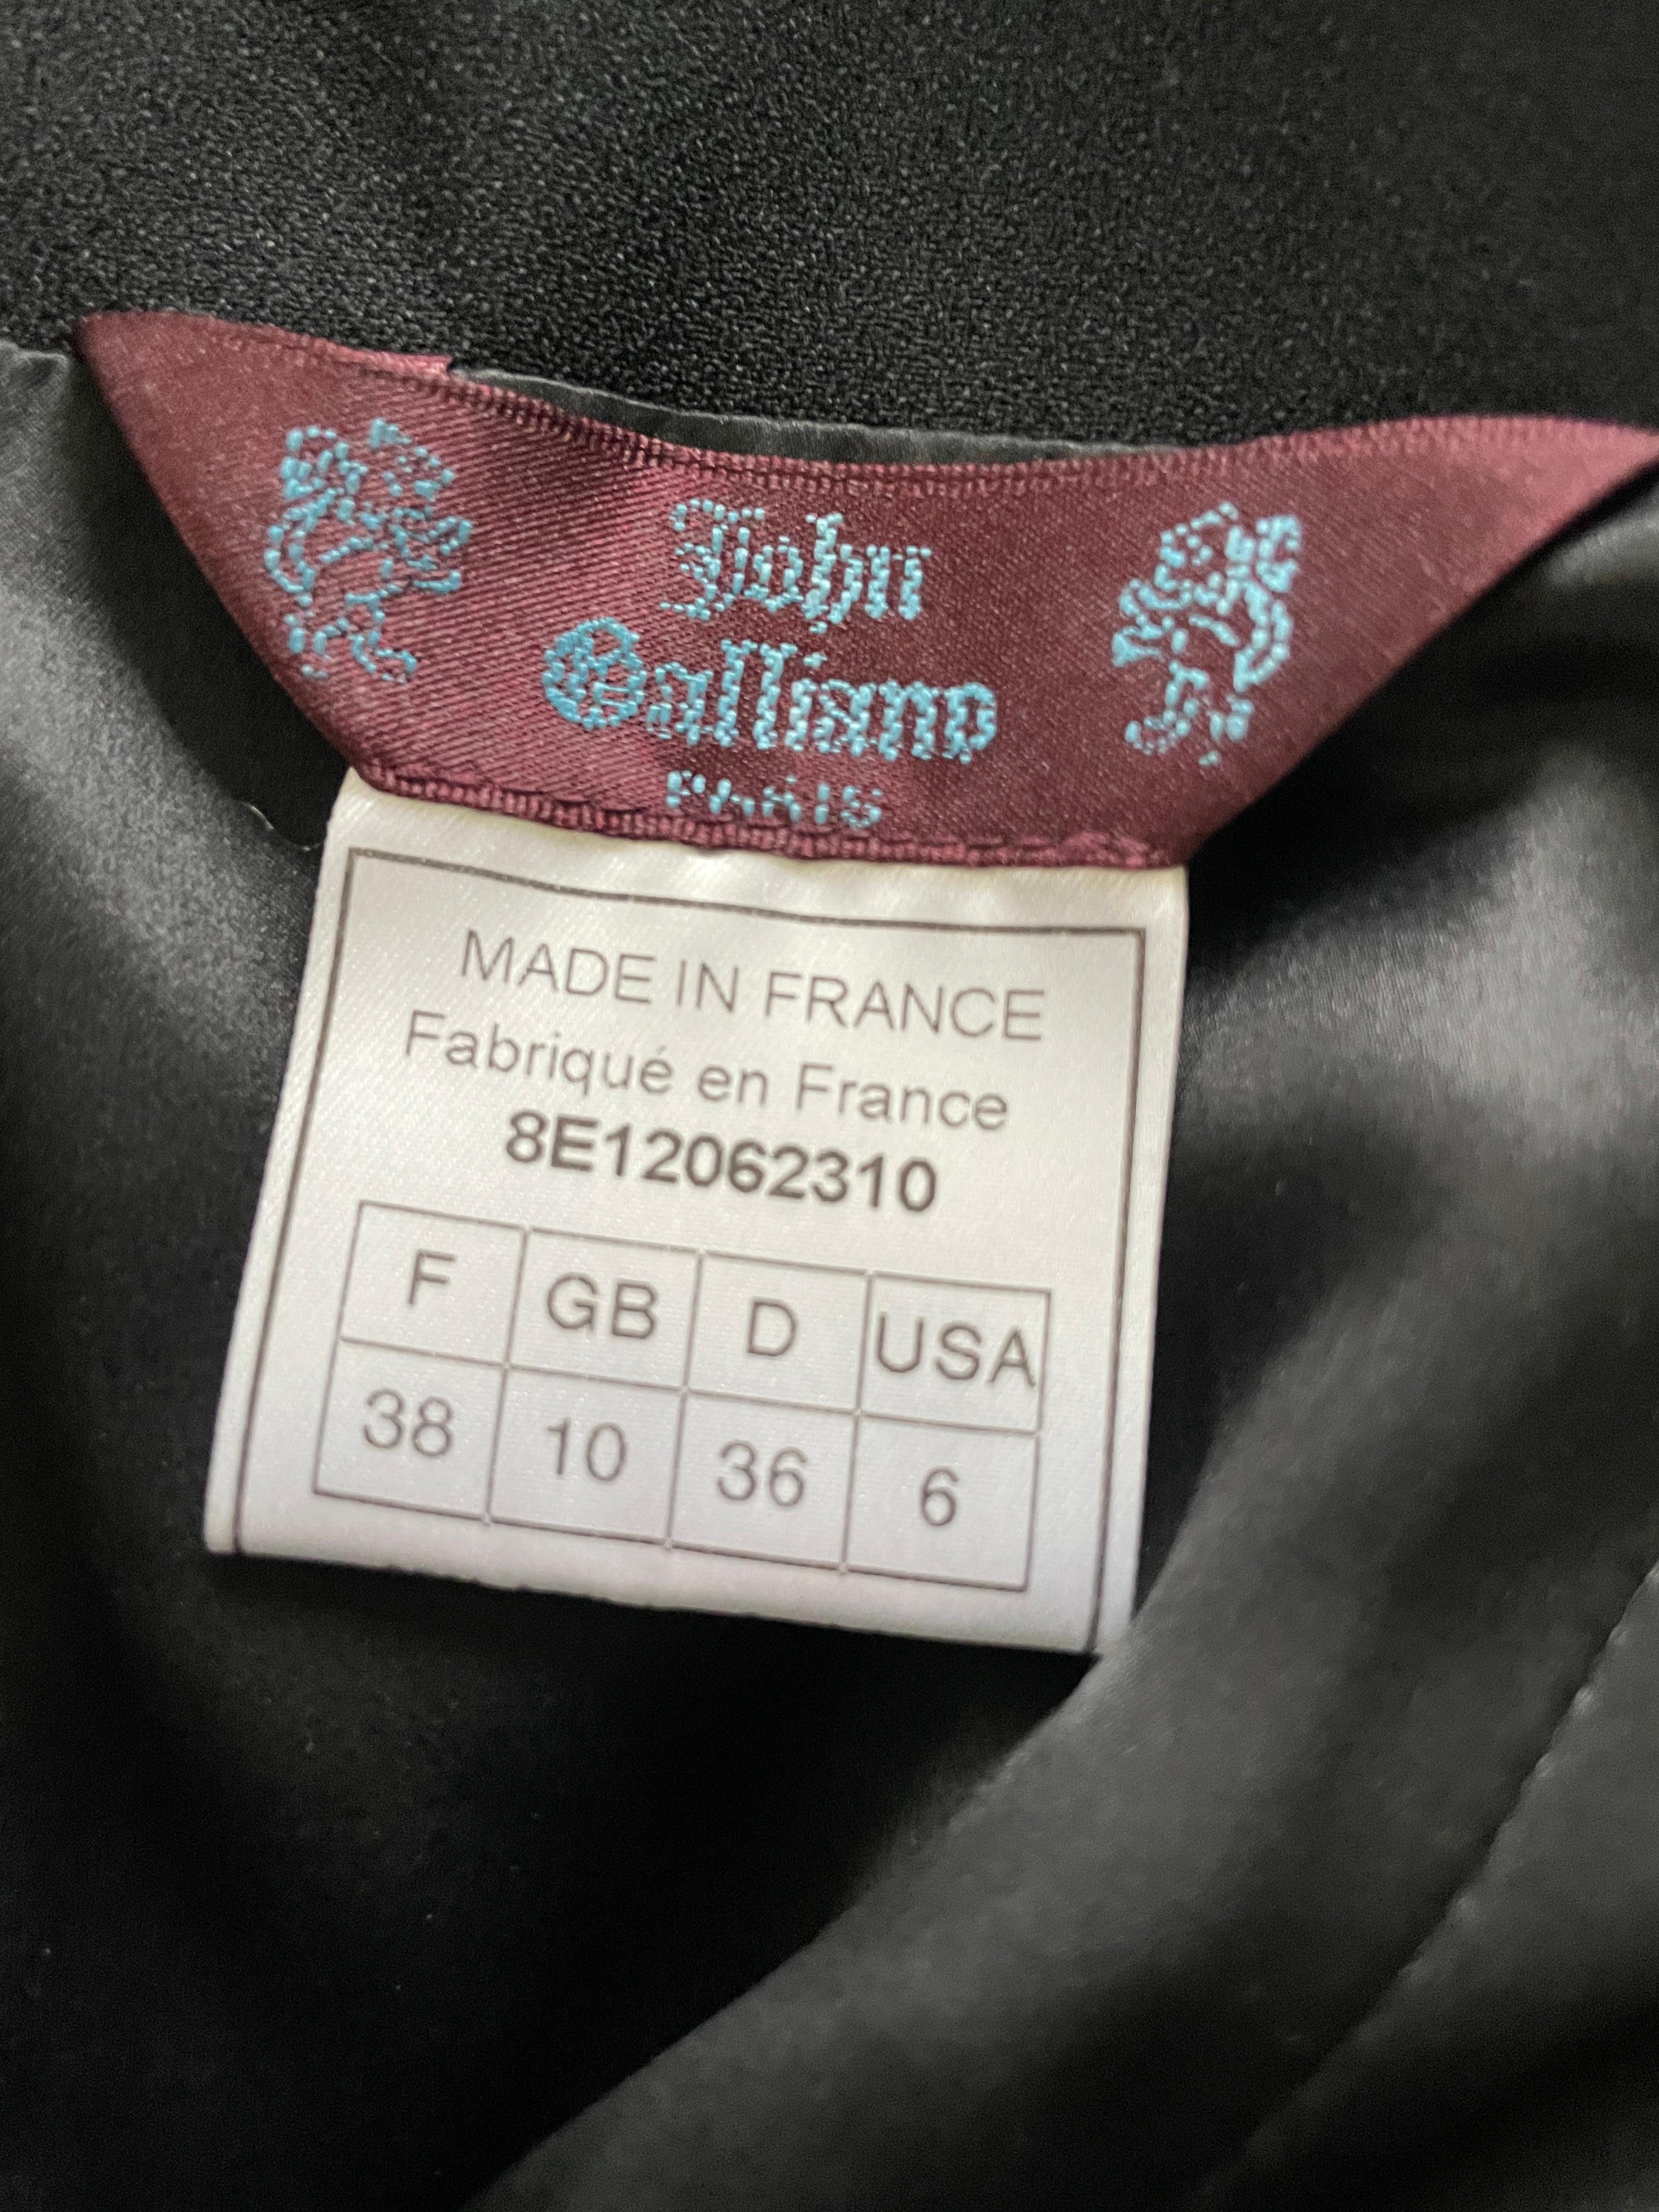 John
Galliano
PARIS
MADE IN FRANCE
Fabriqué en France
8E12062310
F GB D USA
38 10 36 6